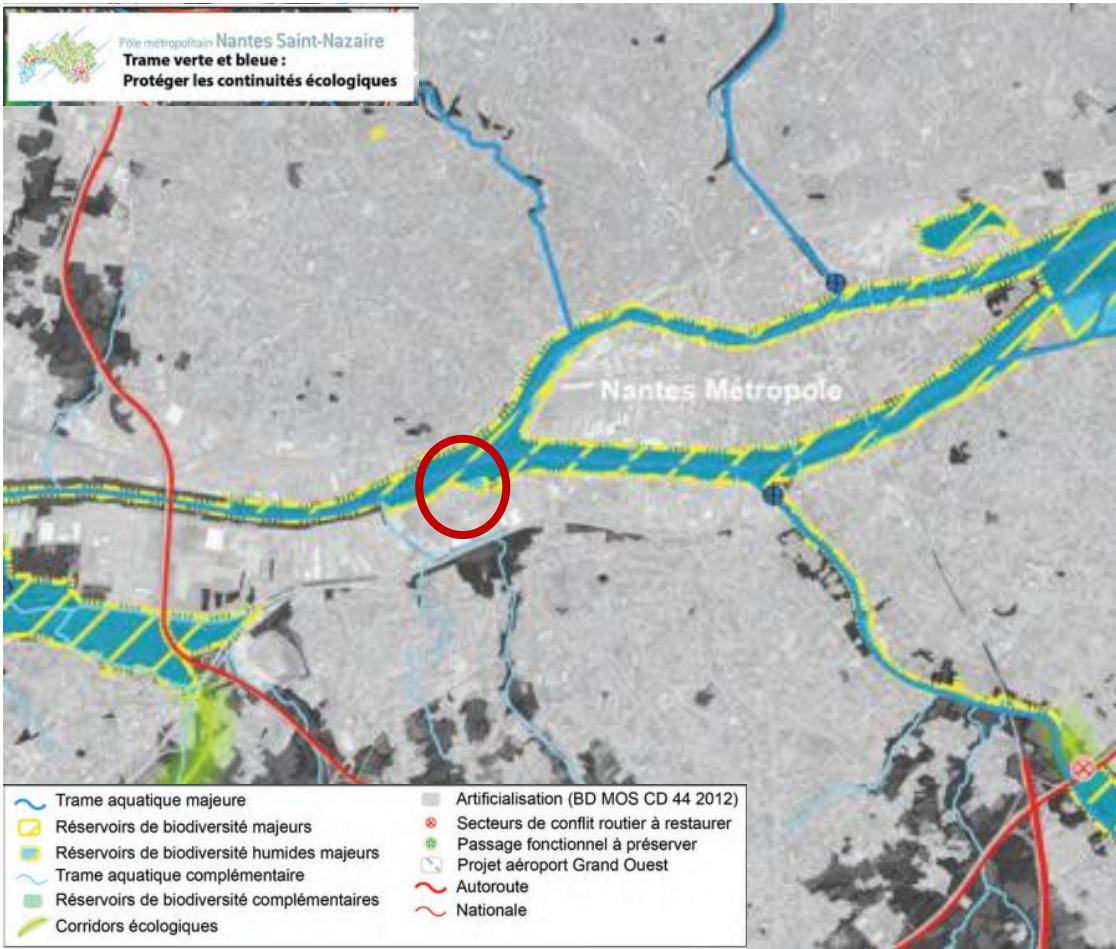 Pôle métropolitain Nantes Saint-Nazaire
Trame verte et bleue :
Protéger les continuités écologiques
Nantes Métropole
Trame aquatique majeure
Réservoirs de biodiversité majeurs
Réservoirs de biodiversité humides majeurs
Trame aquatique complémentaire
Réservoirs de biodiversité complémentaires
Corridors écologiques
Artificialisation (BD MOS CD 44 2012)
Secteurs de conflit routier à restaurer
Passage fonctionnel à préserver
Projet aéroport Grand Ouest
Autoroute
Nationale